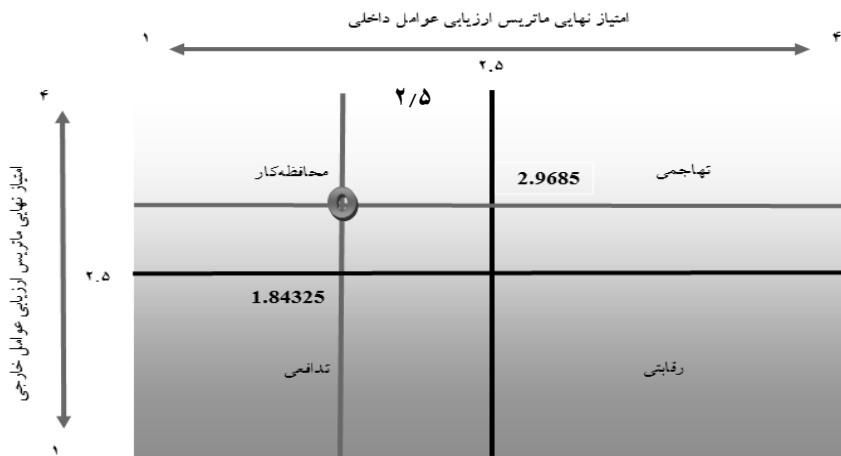 امتیاز نهایی ماتریس ارزیابی عوامل داخلی
۴
۱
۲.۵
۲/۵
۴
تهاجمی
2.9685
محافظه‌کار
امتیاز نهایی ماتریس ارزیابی عوامل خارجی
۲.۵
1.84325
رقابتی
تدافعی
۱